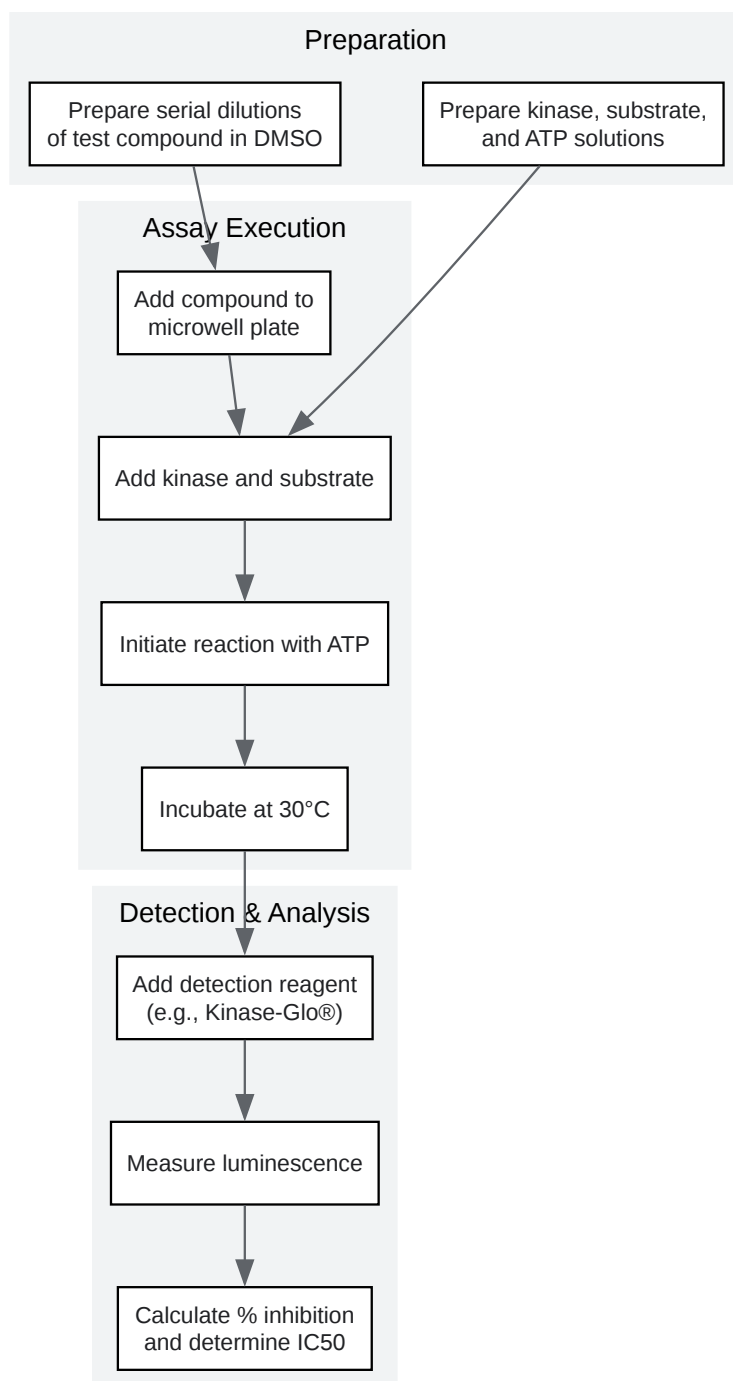 Preparation
Prepare serial dilutions
of test compound in DMSO
Prepare kinase, substrate,
and ATP solutions
Assay Execution
Add compound to
microwell plate
Add kinase and substrate
Initiate reaction with ATP
Incubate at 30°C
Detection & Analysis
Add detection reagent
(e.g., Kinase-Glo®)
Measure luminescence
Calculate % inhibition
and determine IC50